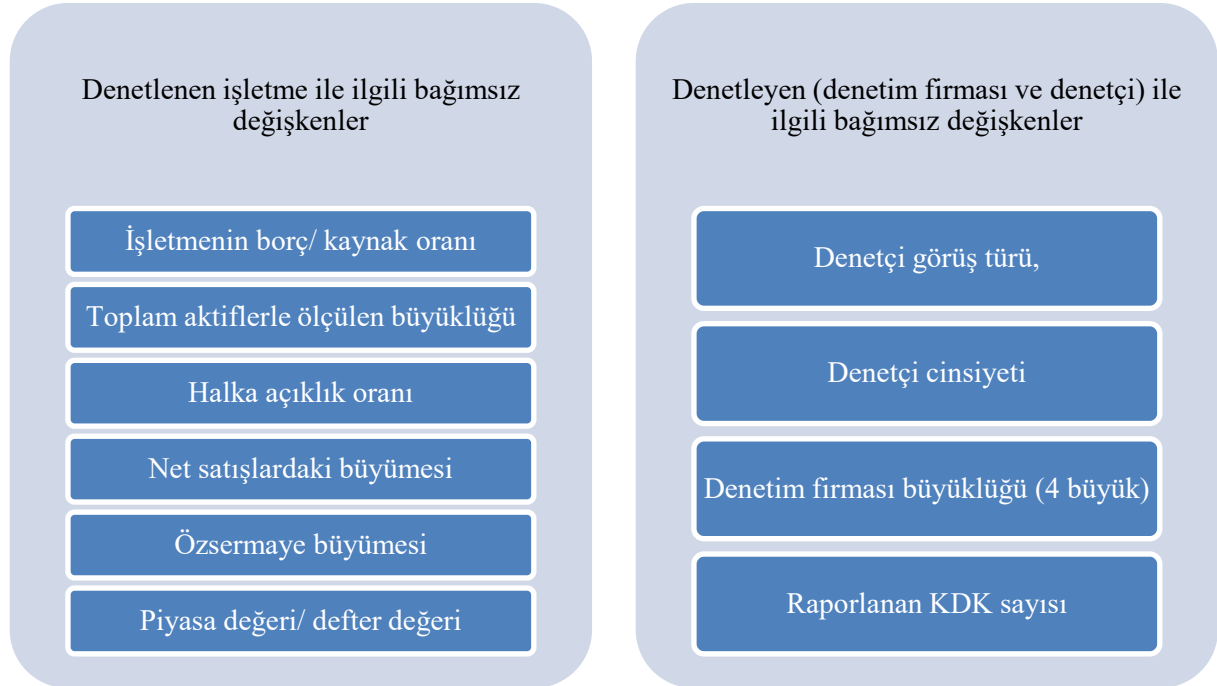 Denetlenen işletme ile ilgili bağımsız
değişkenler
İşletmenin borç/ kaynak oranı
Toplam aktiflerle ölçülen büyüklüğü
Halka açıklık oranı
Net satışlardaki büyümesi
Özsermaye büyümesi
Piyasa değeri/ defter değeri
Denetleyen (denetim firması ve denetçi) ile
ilgili bağımsız değişkenler
Denetçi görüş türü,
Denetçi cinsiyeti
Denetim firması büyüklüğü (4 büyük)
Raporlanan KDK sayısı